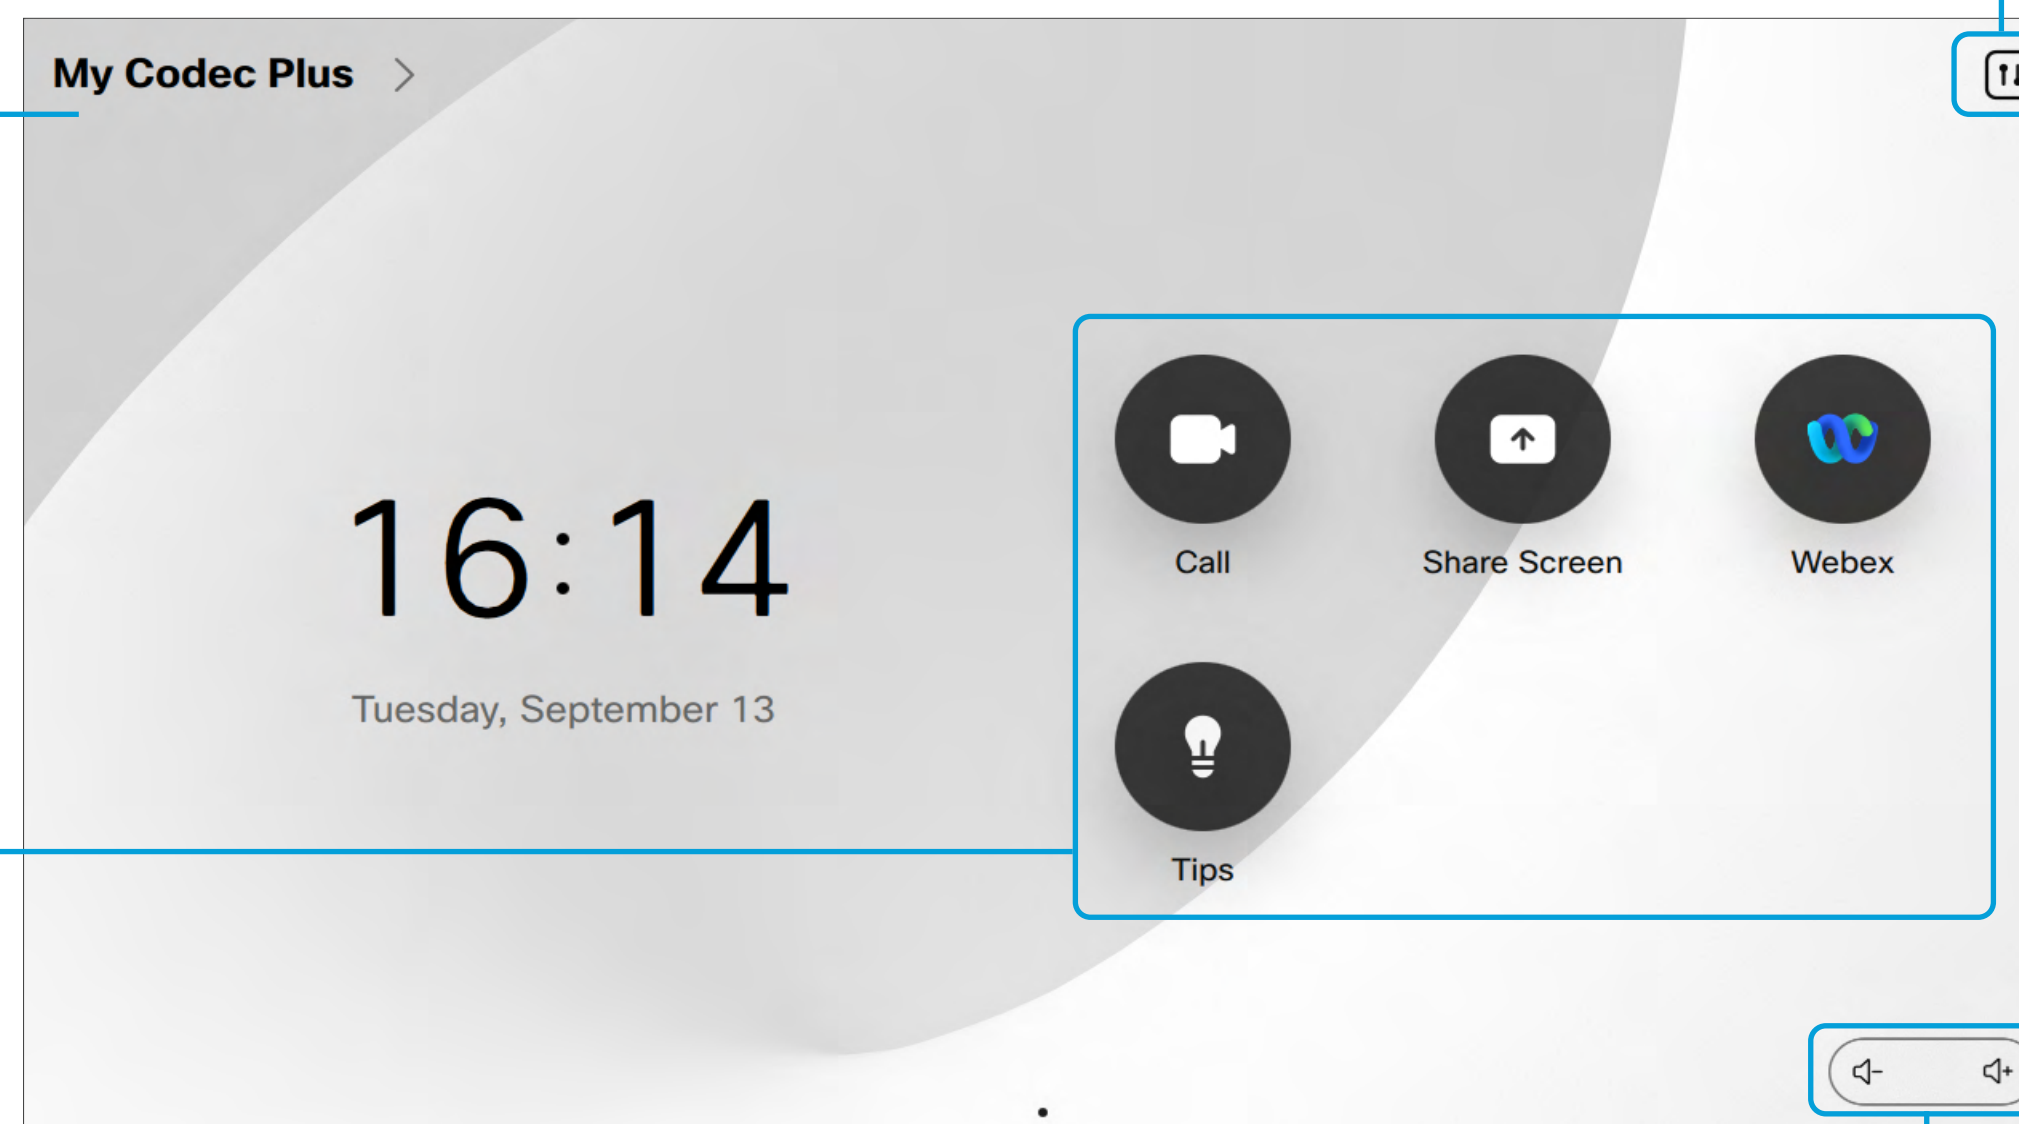 My Codec Plus
16:14
Tuesday, September 13
Call
Share Screen
Webex
Tips